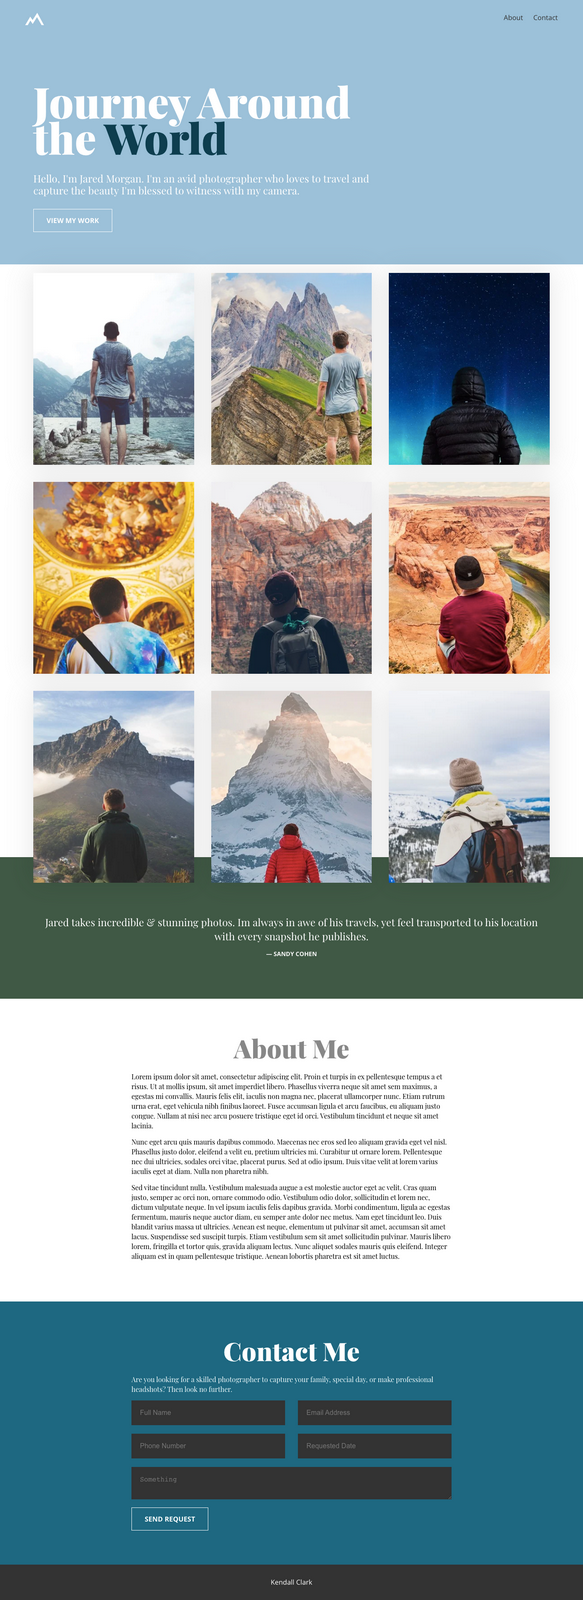 About Contact
Journey Around
the World
Hello, I'm Jared Morgan. I'm an avid photographer who loves to travel and
capture the beauty I'm blessed to witness with my camera.
VIEW MY WORK
Jared takes incredible & stunning photos. Im always in awe of his travels, yet feel transported to his location
with every snapshot he publishes.
— SANDY COHEN
About Me
Lorem ipsum dolor sit amet, consectetur adipiscing elit. Proin et turpis in ex pellentesque tempus a et
risus. Ut at mollis ipsum, sit amet imperdiet libero. Phasellus viverra neque sit amet sem maximus, a
egestas mi convallis. Mauris felis elit, iaculis non magna nec, placerat ullamcorper nunc. Etiam rutrum
urna erat, eget vehicula nibh finibus laoreet. Fusce accumsan ligula et arcu faucibus, eu aliquam justo
congue. Nullam at nisi nec arcu posuere tristique eget id orci. Vestibulum tincidunt et neque sit amet
lacinia.
Nunc eget arcu quis mauris dapibus commodo. Maecenas nec eros sed leo aliquam gravida eget vel nisl.
Phasellus justo dolor, eleifend a velit eu, pretium ultricies mi. Curabitur ut ornare lorem. Pellentesque
nec dui ultricies, sodales orci vitae, placerat purus. Sed at odio ipsum. Duis vitae velit at lorem varius
iaculis eget at diam. Nulla non pharetra nibh.
Sed vitae tincidunt nulla. Vestibulum malesuada augue a est molestie auctor eget ac velit. Cras quam
justo, semper ac orci non, ornare commodo odio. Vestibulum odio dolor, sollicitudin et lorem nec,
dictum vulputate neque. In vel ipsum iaculis felis dapibus gravida. Morbi condimentum, ligula ac egestas
fermentum, mauris neque auctor diam, eu semper ante dolor nec metus. Nam eget tincidunt leo. Duis
blandit varius massa ut ultricies. Aenean est neque, elementum ut pulvinar sit amet, accumsan sit amet
lacus. Suspendisse sed suscipit turpis. Etiam vestibulum sem sit amet sollicitudin pulvinar. Mauris libero
lorem, fringilla et tortor quis, gravida aliquam lectus. Nunc aliquet sodales mauris quis eleifend. Integer
aliquam est in quam pellentesque tristique. Aenean lobortis pharetra est sit amet luctus.
Contact Me
Are you looking for a skilled photographer to capture your family, special day, or make professional
headshots? Then look no further.
Full Name Email Address
Phone Number Requested Date
Something
SEND REQUEST
Kendall Clark